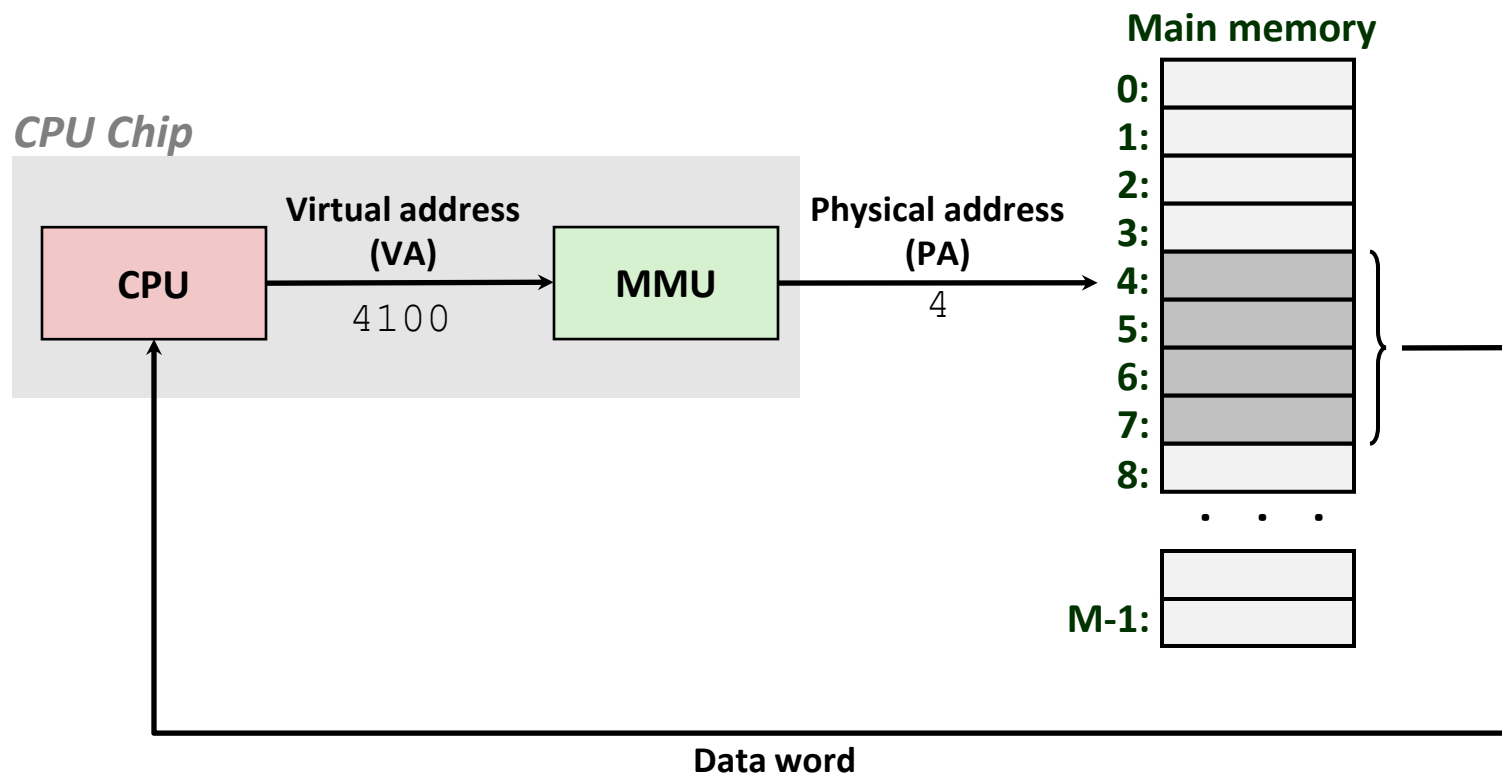 Main memory
0:
1:
CPU Chip
2:
Virtual address
(VA)
Physical address
(PA)
3:
CPU
MMU
4:
4100
4
5:
6:
7:
8:
. . .
M-1:
Data word